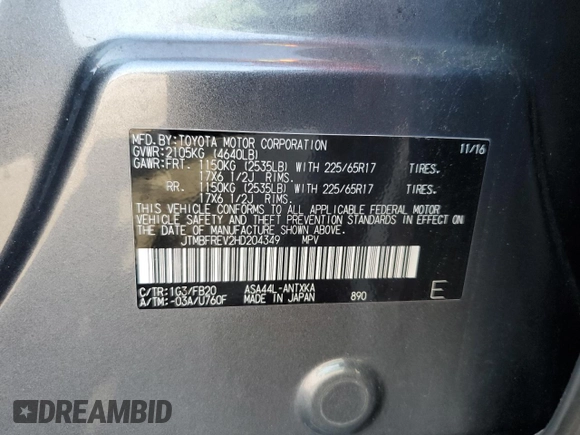 MFD.BY:TOYOTA MOTOR CORPORATION 11/16
GVWR:2105KG (4640LB)
GAWR:FRT. 1150KG (2535LB) WITH 225/65R17 TIRES.
17X6 1/2J RIMS.
RR. 1150KG (2535LB) WITH 225/65R17 TIRES.
17X6 1/2J RIMS.
THIS VEHICLE CONFORMS TO ALL APPLICABLE FEDERAL MOTOR
VEHICLE SAFETY AND THEFT PREVENTION STANDARDS IN EFFECT ON
THE DATE OF MANUFACTURE SHOWN ABOVE.
JTMBFREV2HD204349 MPV
C/TR:1G3/FB20 ASA44L-ANTXKA
A/TM:-03A/U760F MADE IN JAPAN 890 E
DREAMBID